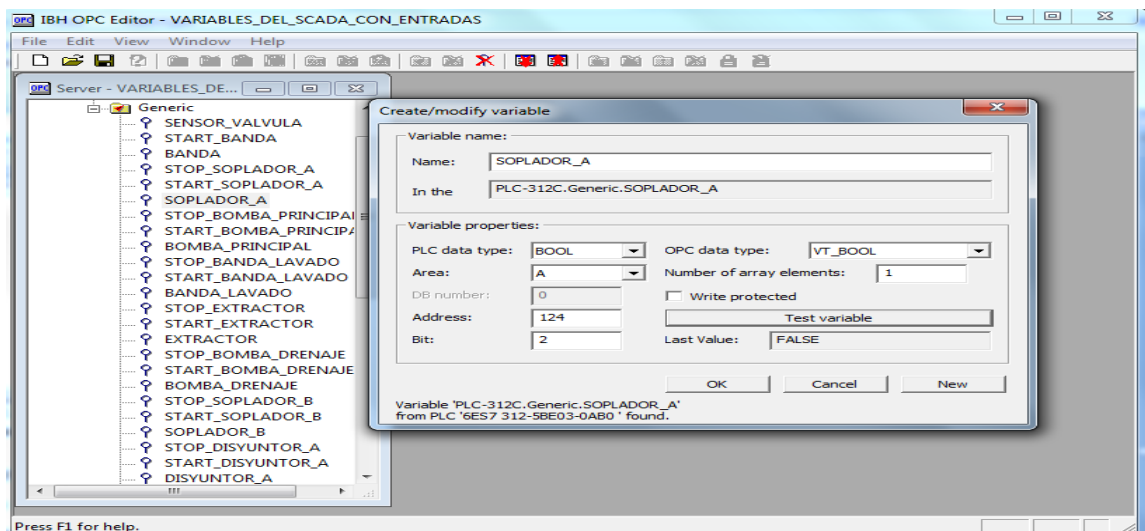 IBH OPC Editor - VARIABLES_DEL_SCADA_CON_ENTRADAS
File Edit View Window Help
Server - VARIABLES_DE...
Generic
SENSOR_VALVULA
START_BANDA
BANDA
STOP_SOPLADOR_A
START_SOPLADOR_A
SOPLADOR_A
STOP_BOMBA_PRINCIPAL
START_BOMBA_PRINCIPA
BOMBA_PRINCIPAL
STOP_BANDA_LAVADO
START_BANDA_LAVADO
BANDA_LAVADO
STOP_EXTRACTOR
START_EXTRACTOR
EXTRACTOR
STOP_BOMBA_DRENAJE
START_BOMBA_DRENAJE
BOMBA_DRENAJE
STOP_SOPLADOR_B
START_SOPLADOR_B
SOPLADOR_B
STOP_DISYUNTOR_A
START_DISYUNTOR_A
DISYUNTOR_A
Create/modify variable
Variable name:
Name: SOPLADOR_A
In the PLC-312C.Generic.SOPLADOR_A
Variable properties:
PLC data type: BOOL OPC data type: VT_BOOL
Area: A Number of array elements: 1
DB number: 0 Write protected
Address: 124 Test variable
Bit: 2 Last Value: FALSE
OK Cancel New
Variable 'PLC-312C.Generic.SOPLADOR_A'
from PLC '6ES7 312-5BE03-0AB0 ' found.
Press F1 for help.